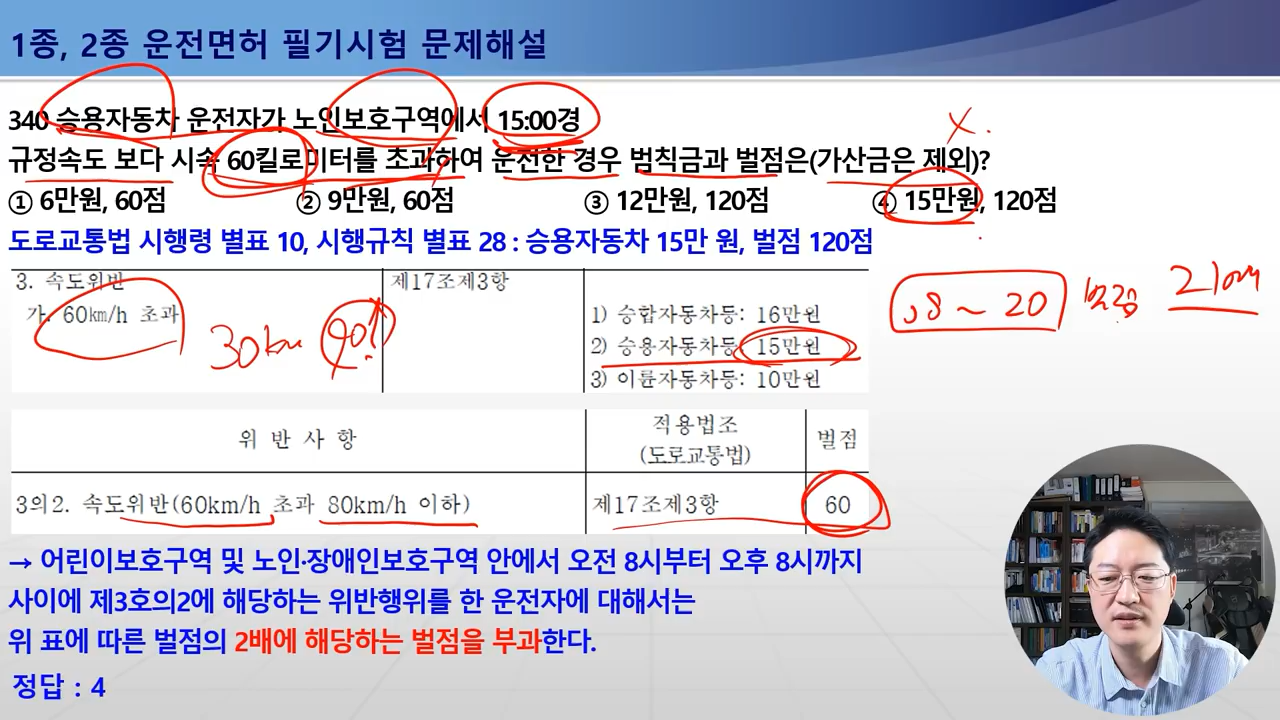 1종, 2종 운전면허 필기시험 문제해설
340 승용자동차 운전자가 노인보호구역에서 15:00경
규정속도 보다 시속 60킬로미터를 초과하여 운전한 경우 범칙금과 벌점은(가산금은 제외)?
① 6만원, 60점 ② 9만원, 60점 ③ 12만원, 120점 ④ 15만원, 120점
도로교통법 시행령 별표 10, 시행규칙 별표 28 : 승용자동차 15만 원, 벌점 120점
3. 속도위반 제17조제3항
가. 60km/h 초과
1) 승합자동차등: 16만원
2) 승용자동차등: 15만원
3) 이륜자동차등: 10만원
30km 90
8 ~ 20 벌점 2배
위 반 사 항 적용법조 (도로교통법) 벌점
3의2. 속도위반(60km/h 초과 80km/h 이하) 제17조제3항 60
→ 어린이보호구역 및 노인·장애인보호구역 안에서 오전 8시부터 오후 8시까지
사이에 제3호의2에 해당하는 위반행위를 한 운전자에 대해서는
위 표에 따른 벌점의 2배에 해당하는 벌점을 부과한다.
정답 : 4